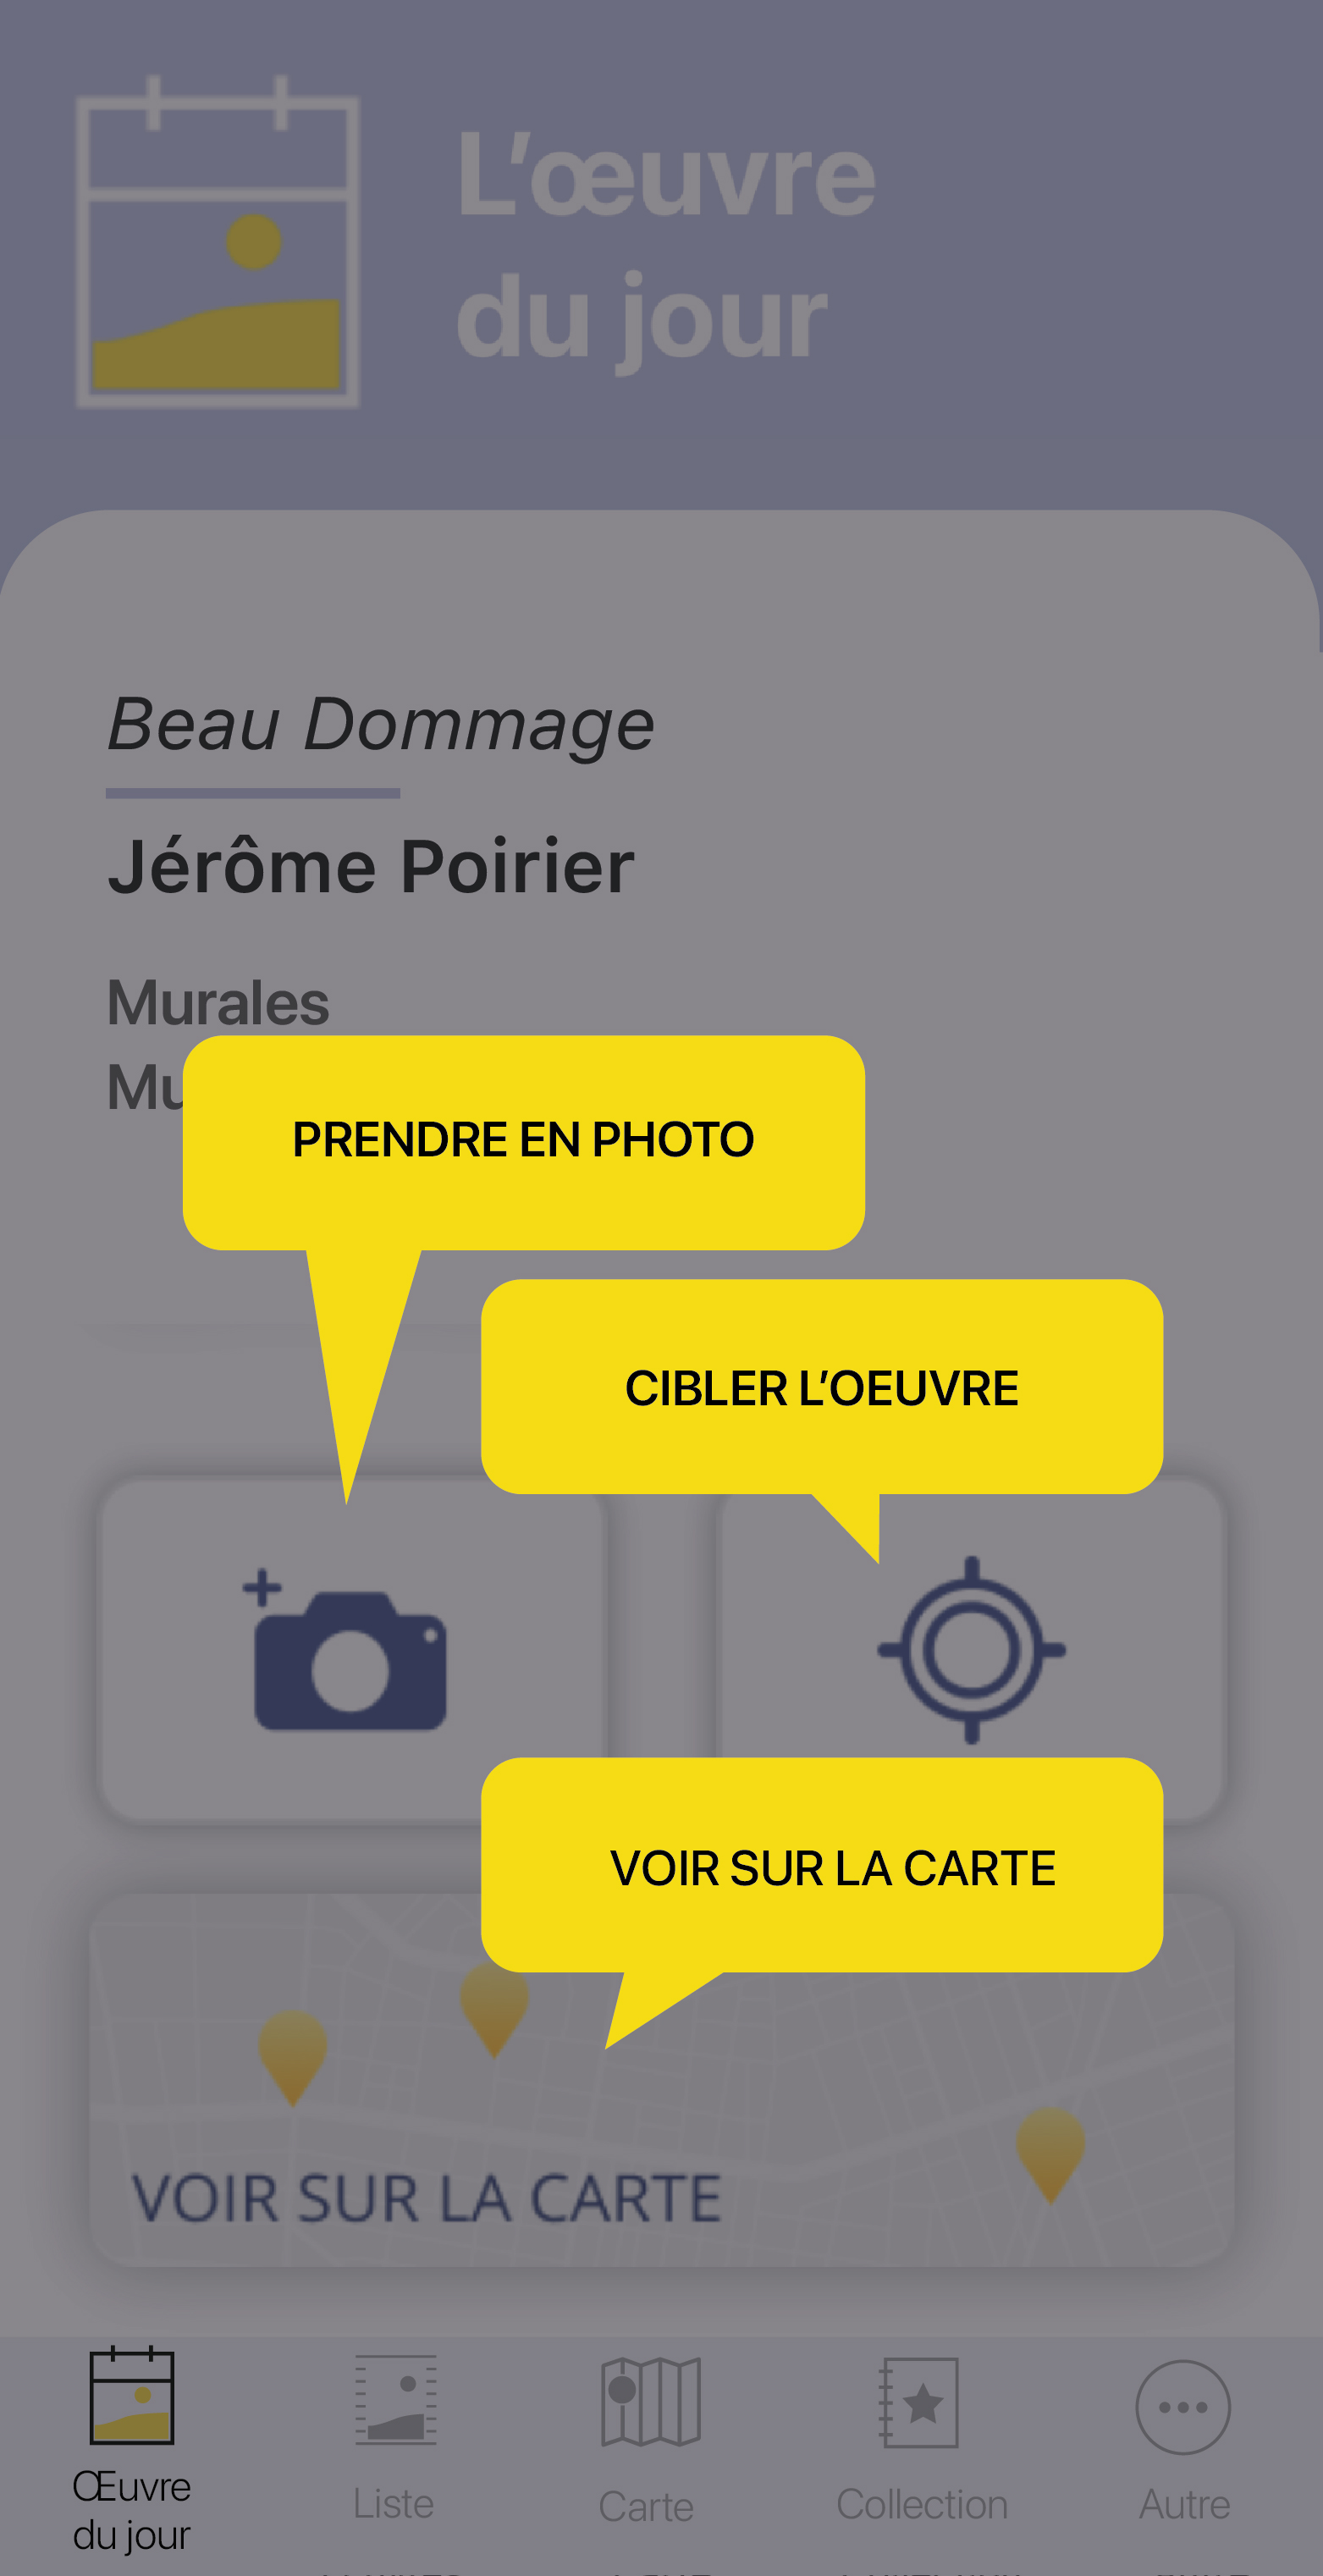 L’œuvre
du jour
Beau Dommage
Jérôme Poirier
Murales
PRENDRE EN PHOTO
CIBLER L’OEUVRE
VOIR SUR LA CARTE
VOIR SUR LA CARTE
Œuvre
du jour
Liste
Carte
Collection
Autre